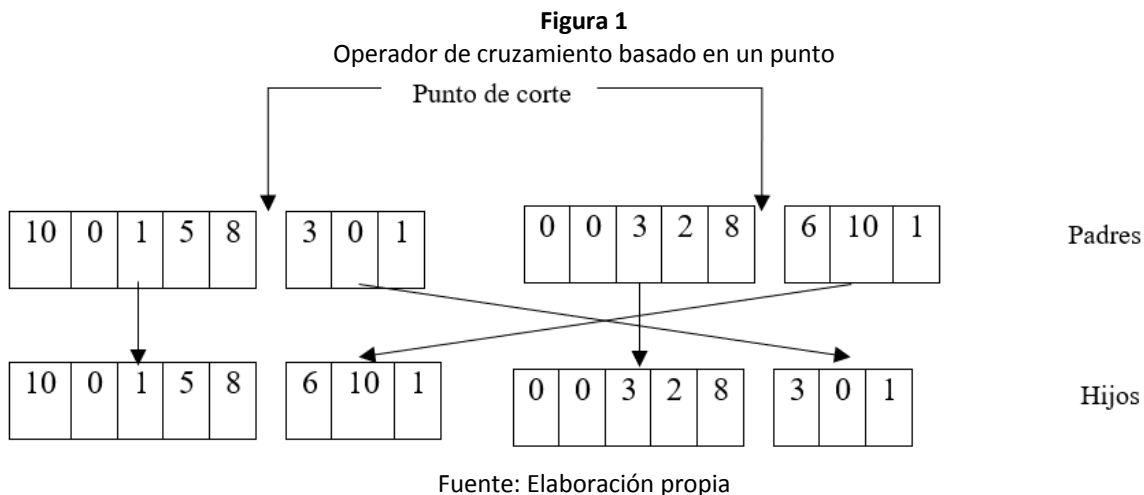 Figura 1
Operador de cruzamiento basado en un punto
Punto de corte
10 0 1 5 8 3 0 1 0 0 3 2 8 6 10 1 Padres
10 0 1 5 8 6 10 1 0 0 3 2 8 3 0 1 Hijos
Fuente: Elaboración propia